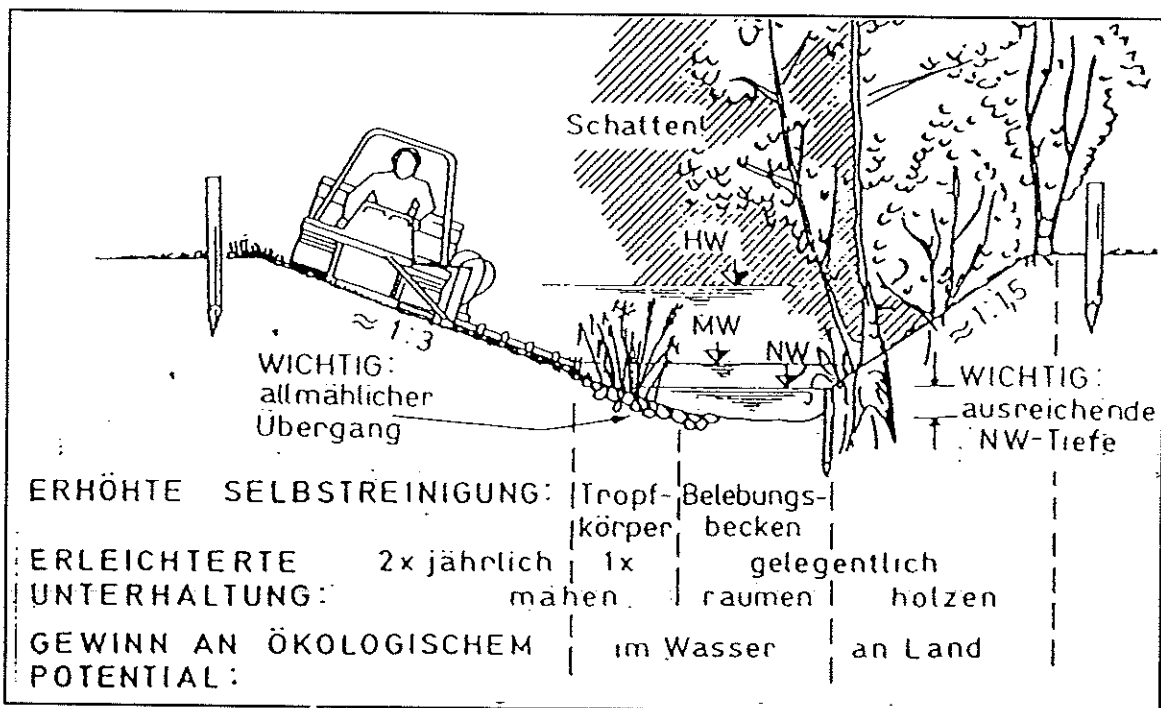 Schatten
HW
MW
NW
≈ 1:3
≈ 1:1,5
WICHTIG:
allmählicher
Übergang
WICHTIG:
ausreichende
NW-Tiefe
ERHÖHTE SELBSTREINIGUNG:
Tropf-
körper
Belebungs-
becken
ERLEICHTERTE 2x jährlich 1x gelegentlich
UNTERHALTUNG: mähen räumen holzen
GEWINN AN ÖKOLOGISCHEM im Wasser an Land
POTENTIAL: